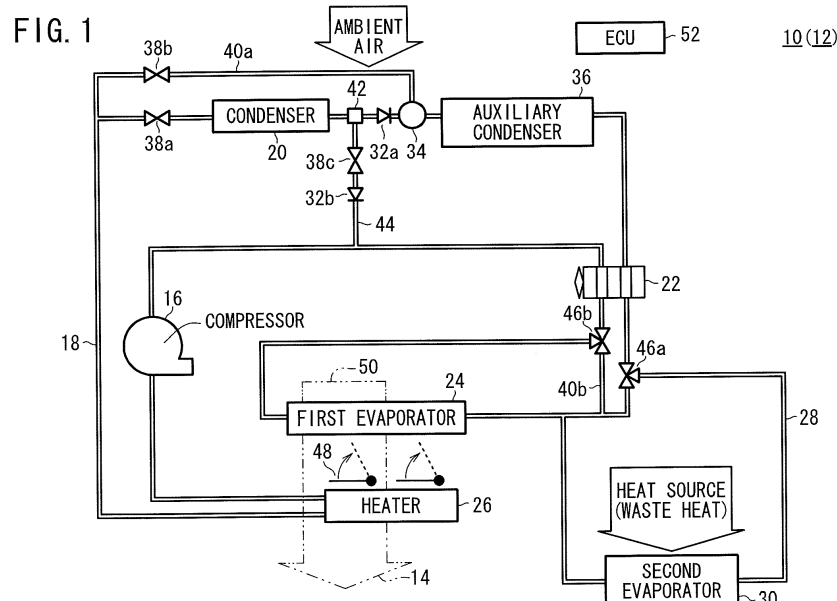 FIG. 1
AMBIENT
AIR
ECU
52
10(12)
38b
40a
42
36
CONDENSER
AUXILIARY
CONDENSER
38a
20
32a
34
38c
32b
44
22
16
COMPRESSOR
46b
46a
18
50
24
40b
FIRST EVAPORATOR
28
48
HEATER
26
HEAT SOURCE
(WASTE HEAT)
14
SECOND
EVAPORATOR
30